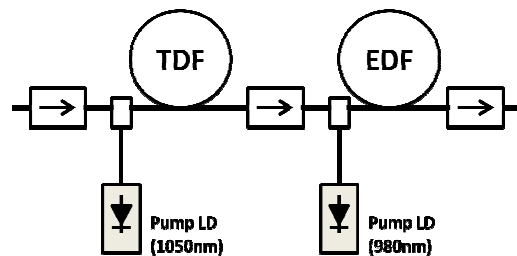 TDF
EDF
Pump LD
(1050nm)
Pump LD
(980nm)